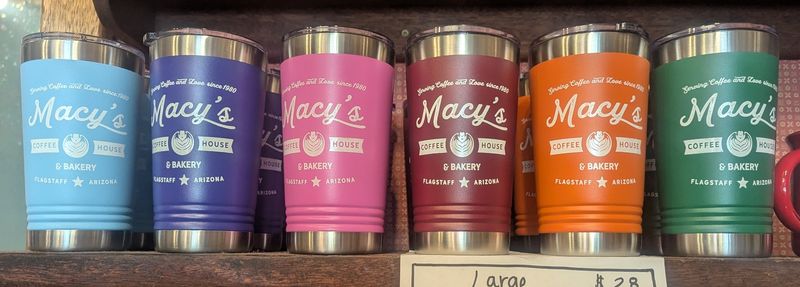 Serving Coffee and Love since 1980
Macy's
COFFEE HOUSE
& BAKERY
FLAGSTAFF ★ ARIZONA
Serving Coffee and Love since 1980
Macy's
COFFEE HOUSE
& BAKERY
FLAGSTAFF ★ ARIZONA
Serving Coffee and Love since 1980
Macy's
COFFEE HOUSE
& BAKERY
FLAGSTAFF ★ ARIZONA
Serving Coffee and Love since 1980
Macy's
COFFEE HOUSE
& BAKERY
FLAGSTAFF ★ ARIZONA
Serving Coffee and Love since 1980
Macy's
COFFEE HOUSE
& BAKERY
FLAGSTAFF ★ ARIZONA
Serving Coffee and Love since 1980
Macy's
COFFEE HOUSE
& BAKERY
FLAGSTAFF ★ ARIZONA
Large $28